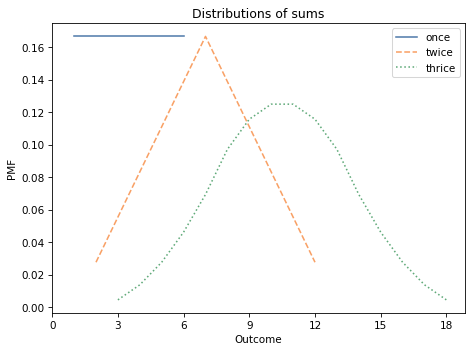 Distributions of sums
once
twice
thrice
0.16
0.14
0.12
0.10
0.08
0.06
0.04
0.02
0.00
PMF
0 3 6 9 12 15 18
Outcome